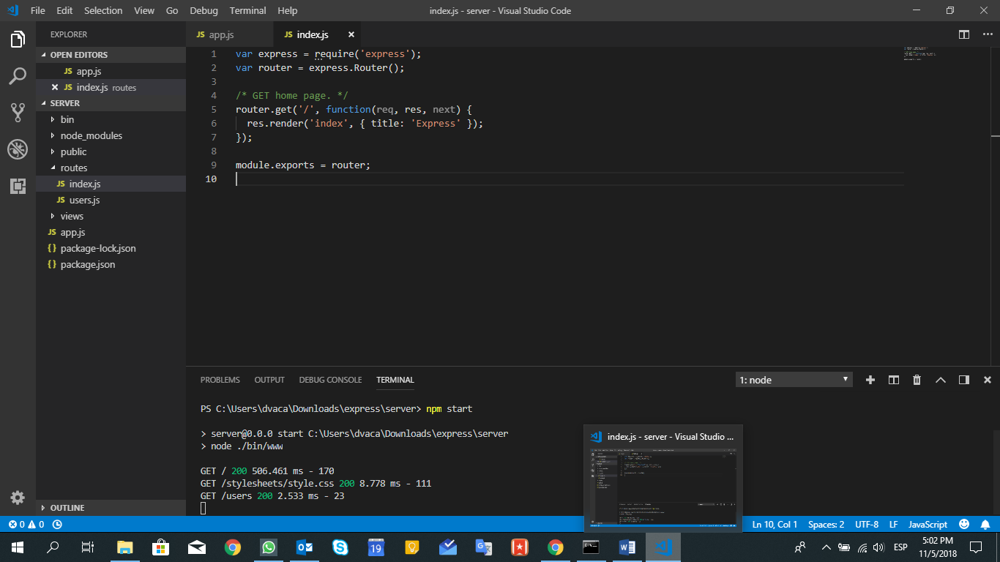 File Edit Selection View Go Debug Terminal Help
index.js - server - Visual Studio Code
EXPLORER
OPEN EDITORS
JS app.js
JS index.js routes
SERVER
bin
node_modules
public
routes
JS index.js
JS users.js
views
JS app.js
{} package-lock.json
{} package.json
OUTLINE
JS app.js
JS index.js
1 var express = require('express');
2 var router = express.Router();
3
4 /* GET home page. */
5 router.get('/', function(req, res, next) {
6 res.render('index', { title: 'Express' });
7 });
8
9 module.exports = router;
10
PROBLEMS OUTPUT DEBUG CONSOLE TERMINAL
1: node
PS C:\Users\dvaca\Downloads\express\server> npm start
> server@0.0.0 start C:\Users\dvaca\Downloads\express\server
> node ./bin/www
GET / 200 506.461 ms - 170
GET /stylesheets/style.css 200 8.778 ms - 111
GET /users 200 2.533 ms - 23
index.js - server - Visual Studio ...
0 0
Ln 10, Col 1 Spaces: 2 UTF-8 LF JavaScript
19
ESP
5:02 PM
11/5/2018